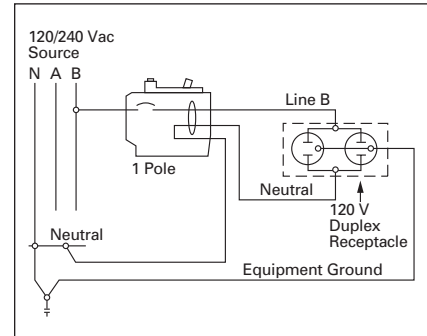 120/240 Vac
Source
N A B
Line B
1 Pole
Neutral
120 V
Duplex
Receptacle
Neutral
Equipment Ground